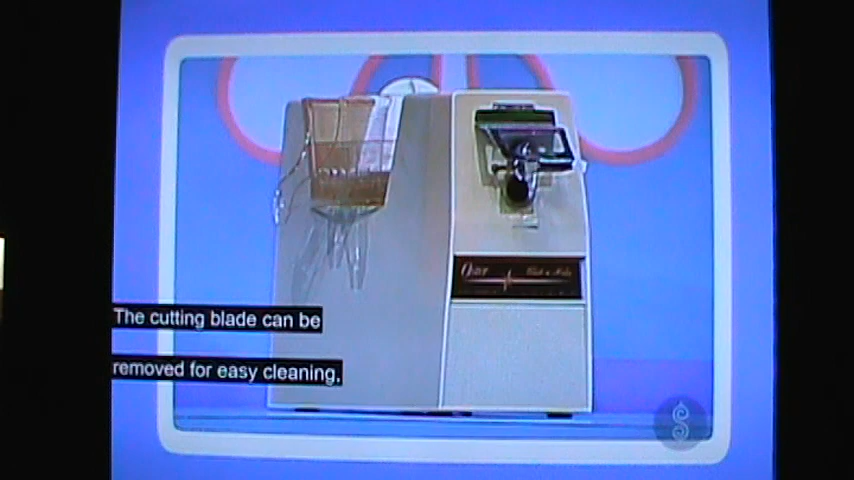 Oster
The cutting blade can be
removed for easy cleaning,